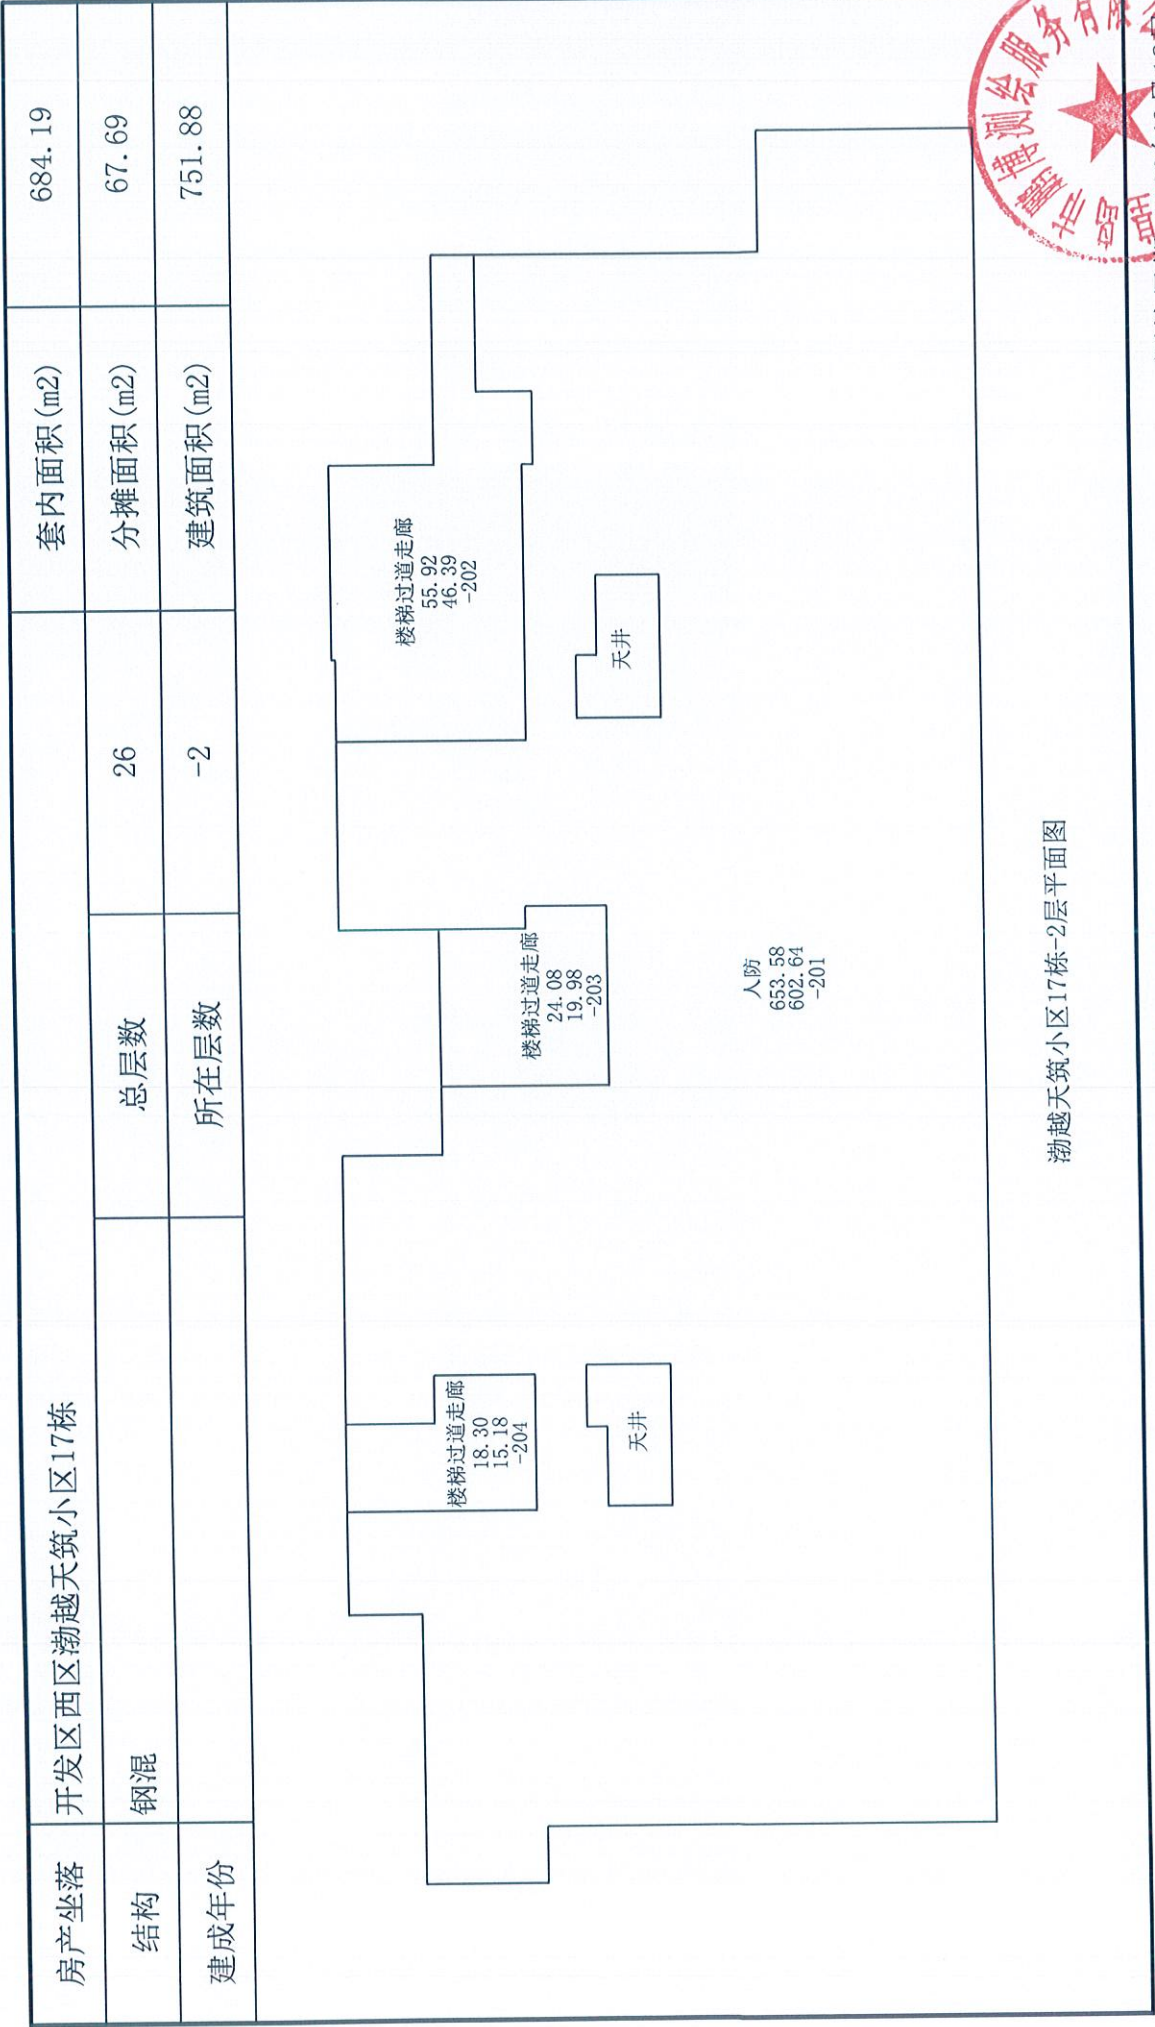 房产坐落 开发区西区渤越天筑小区17栋 套内面积(m2) 684.19
结构 钢混 总层数 26 分摊面积(m2) 67.69
建成年份 所在层数 -2 建筑面积(m2) 751.88
楼梯过道走廊
18.30
15.18
-204
天井
楼梯过道走廊
24.08
19.98
-203
楼梯过道走廊
55.92
46.39
-202
天井
人防
653.58
602.64
-201
渤越天筑小区17栋-2层平面图
测绘服务有限